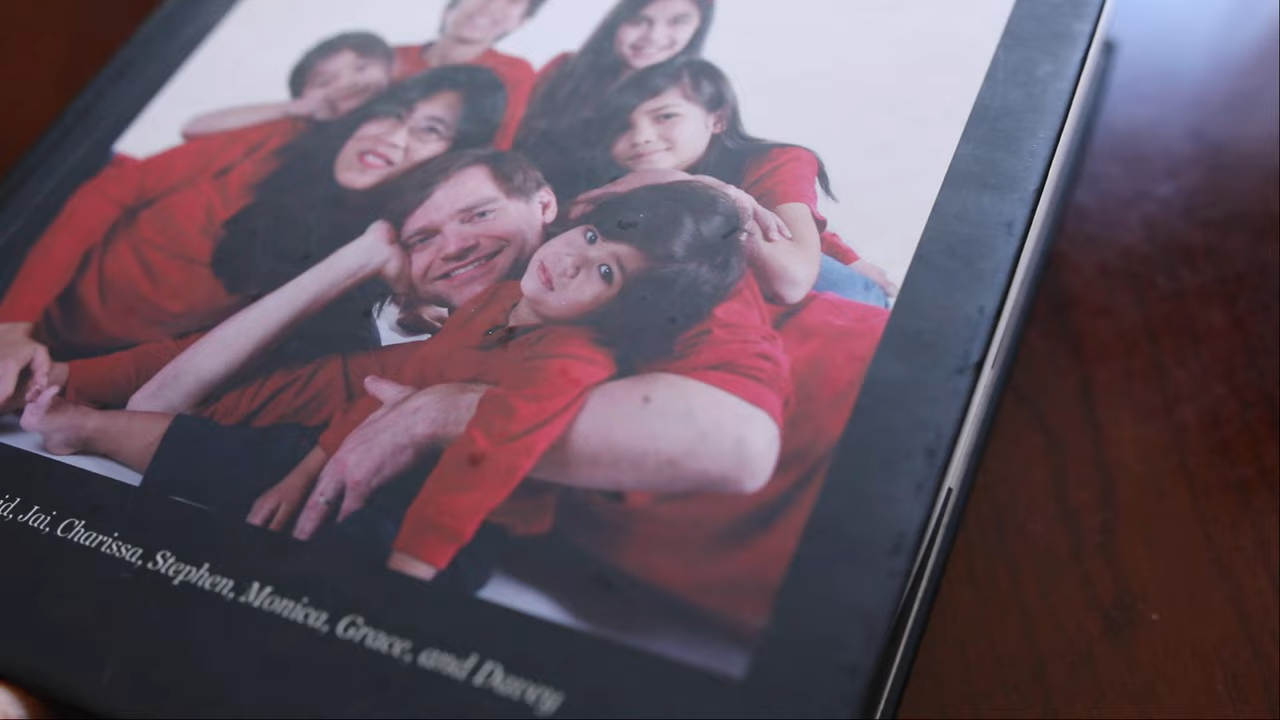 Jai, Charissa, Stephen, Monica, Grace, and Davey